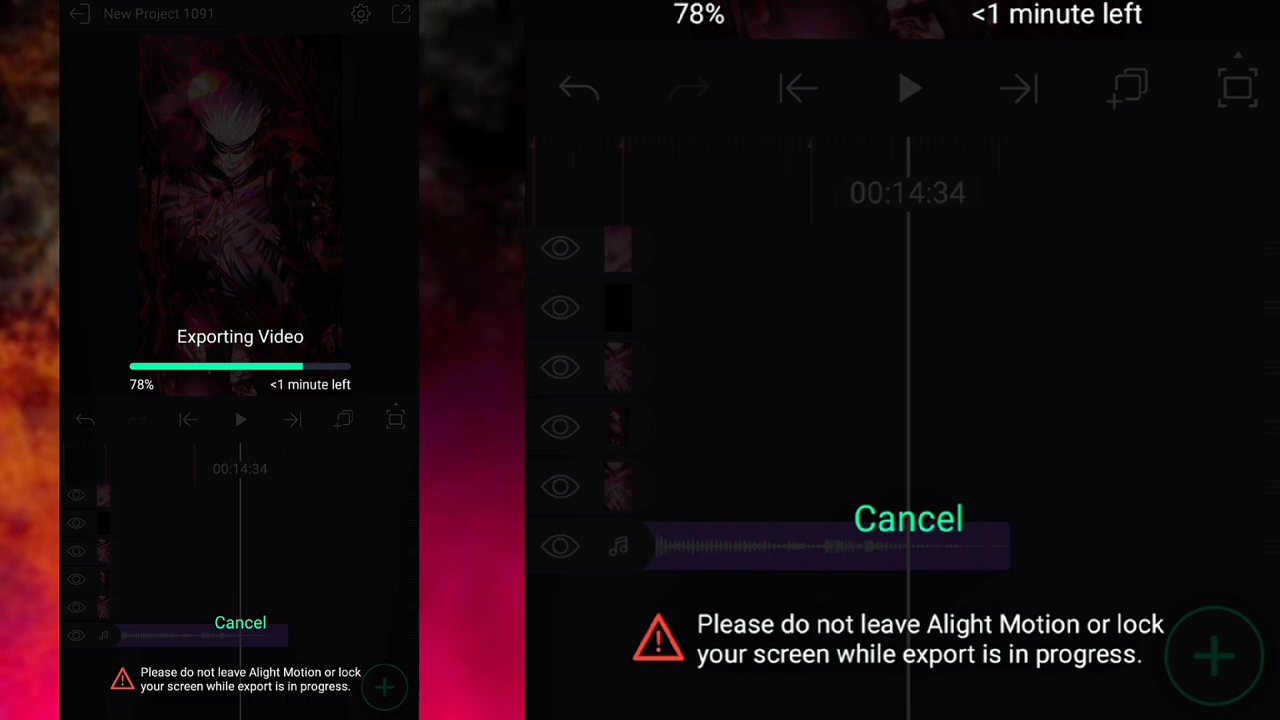 New Project 1091
Exporting Video
78%
<1 minute left
00:14:34
Cancel
Please do not leave Alight Motion or lock
your screen while export is in progress.
78%
<1 minute left
00:14:34
Cancel
Please do not leave Alight Motion or lock
your screen while export is in progress.